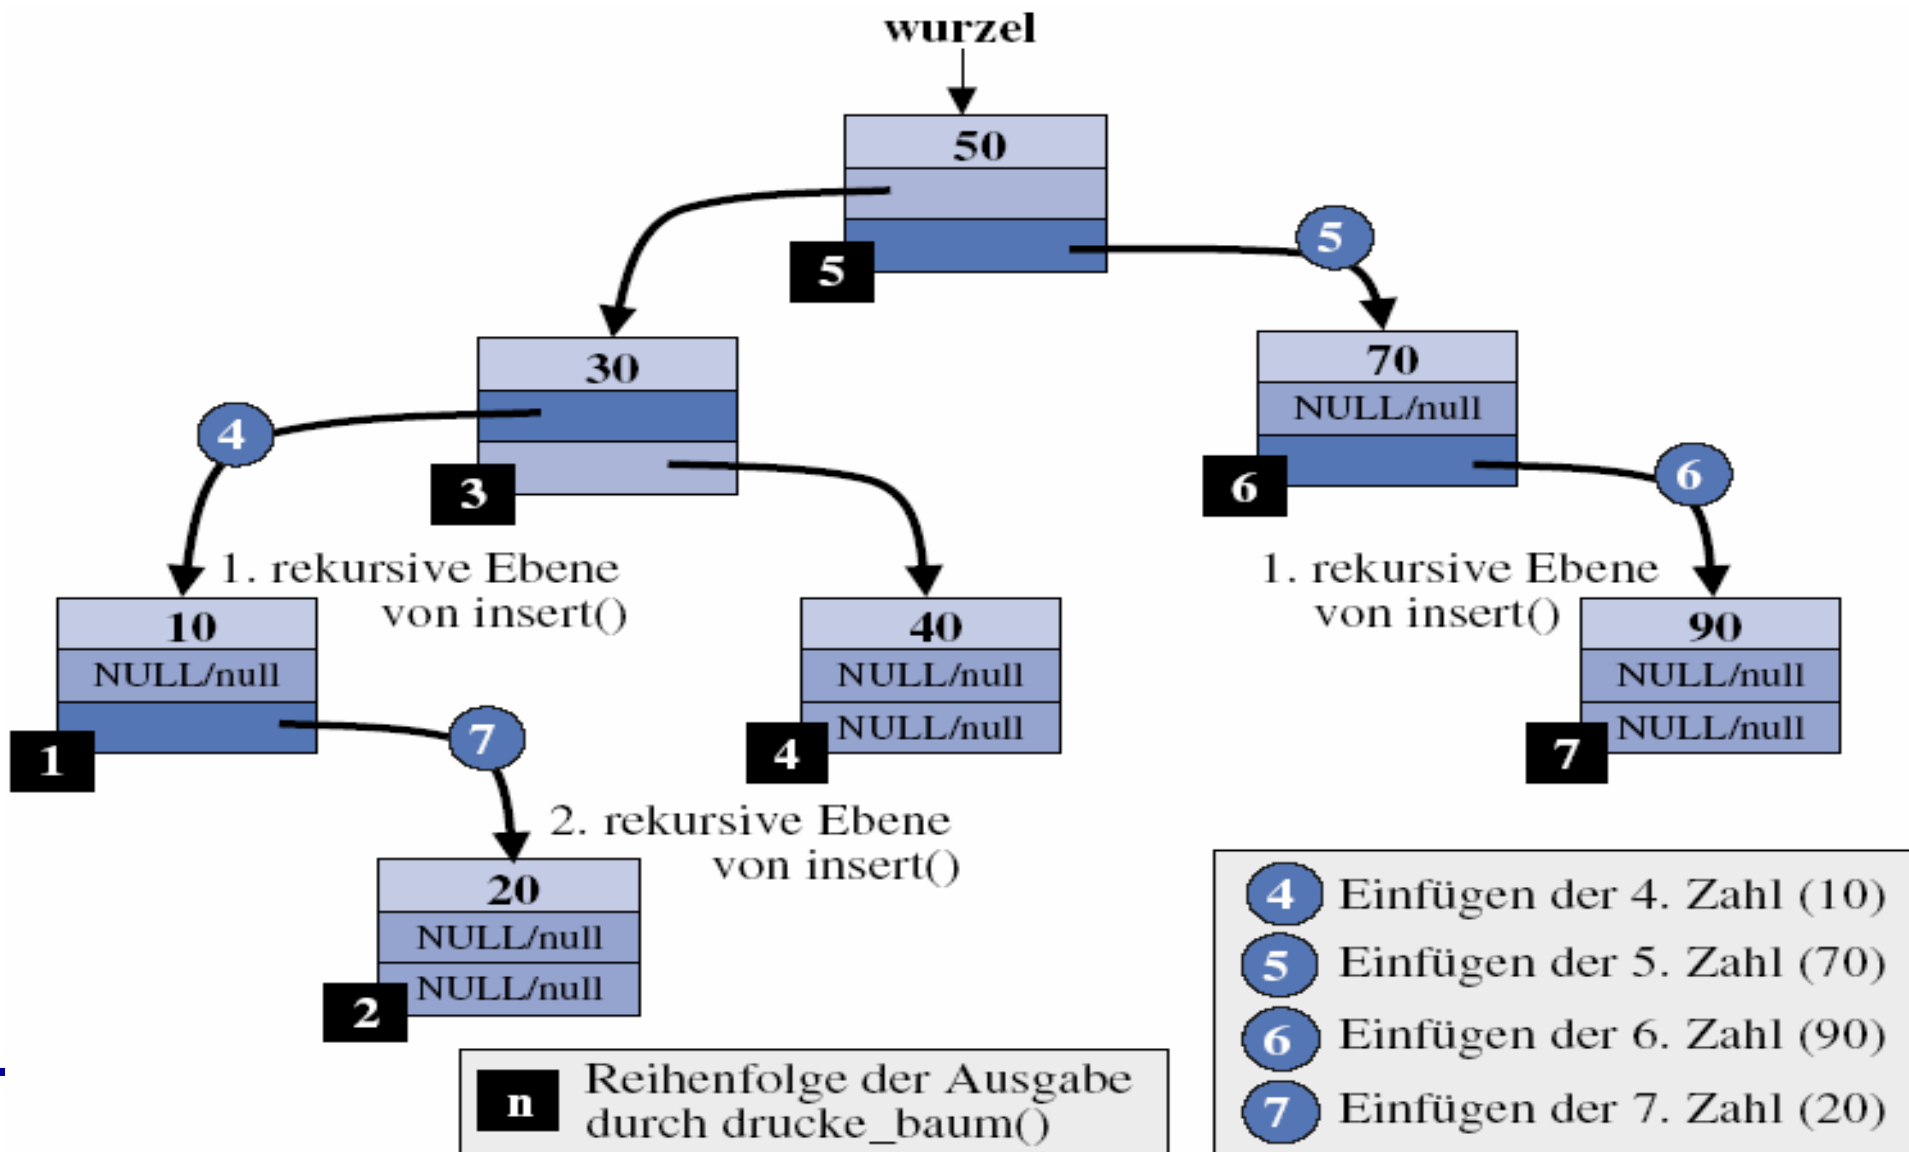 wurzel
50
5
5
30
70
NULL/null
4
3
6
6
1. rekursive Ebene
von insert()
1. rekursive Ebene
von insert()
10
NULL/null
40
NULL/null
NULL/null
90
NULL/null
NULL/null
1
7
4
7
2. rekursive Ebene
von insert()
20
NULL/null
NULL/null
2
n Reihenfolge der Ausgabe
durch drucke_baum()
4 Einfügen der 4. Zahl (10)
5 Einfügen der 5. Zahl (70)
6 Einfügen der 6. Zahl (90)
7 Einfügen der 7. Zahl (20)